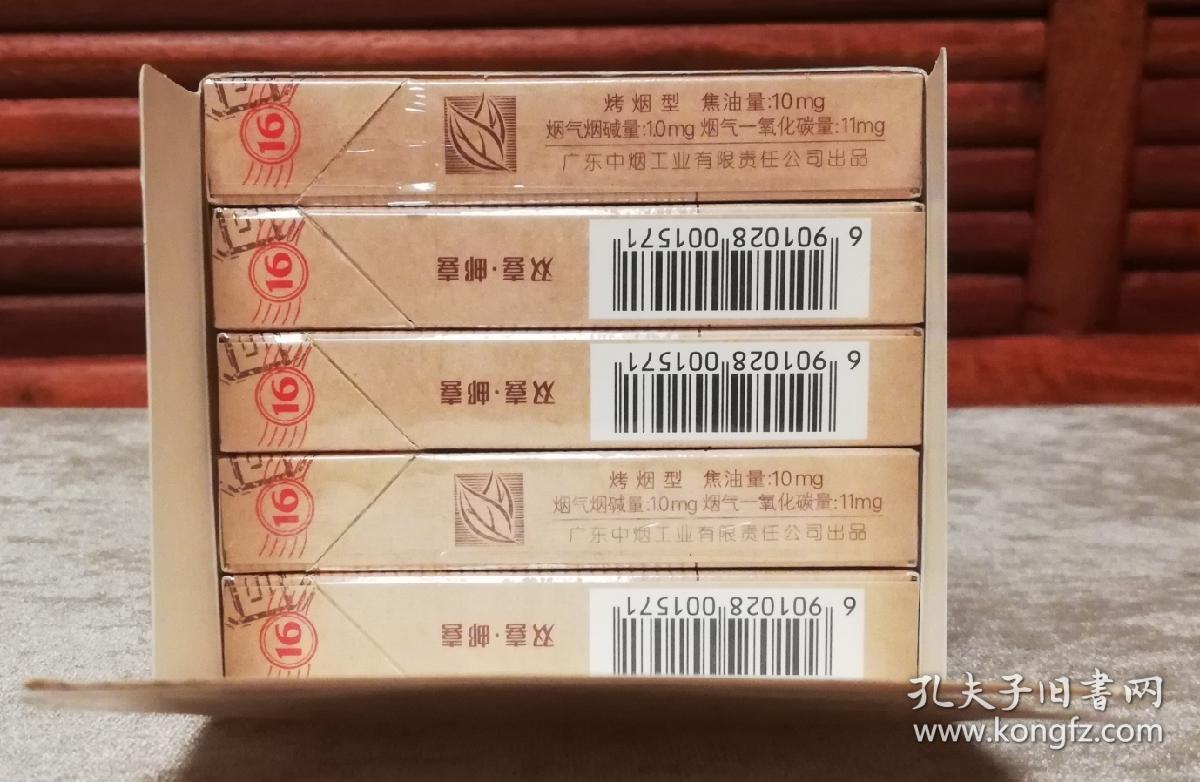 16
烤烟型 焦油量:10mg
烟气烟碱量:1.0mg 烟气一氧化碳量:11mg
广东中烟工业有限责任公司出品
16
双喜·邮喜
6 901028 001571
16
双喜·邮喜
6 901028 001571
16
烤烟型 焦油量:10mg
烟气烟碱量:1.0mg 烟气一氧化碳量:11mg
广东中烟工业有限责任公司出品
16
双喜·邮喜
6 901028 001571
孔夫子旧书网
www.kongfz.com